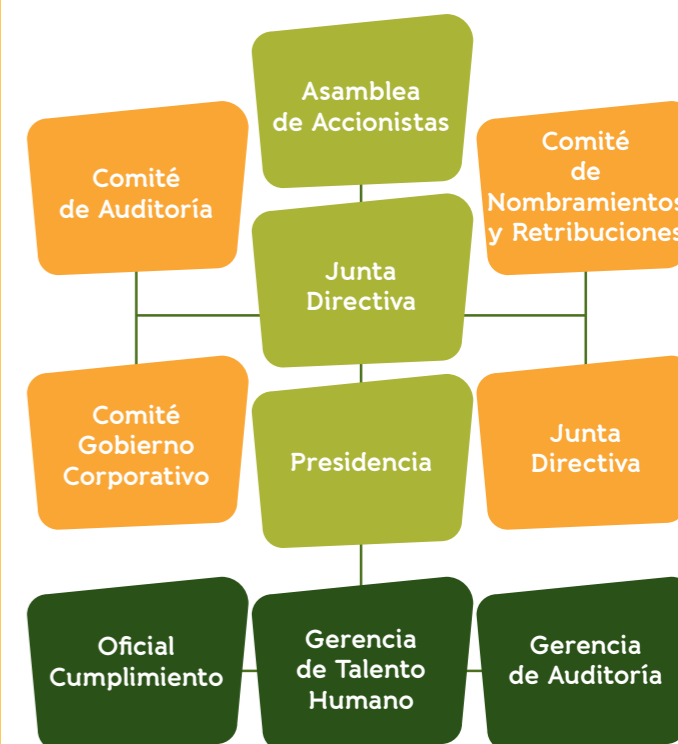 Asamblea
de Accionistas
Comité
de Auditoría
Comité
de
Nombramientos
y Retribuciones
Junta
Directiva
Comité
Gobierno
Corporativo
Presidencia
Junta
Directiva
Oficial
Cumplimiento
Gerencia
de Talento
Humano
Gerencia
de Auditoría